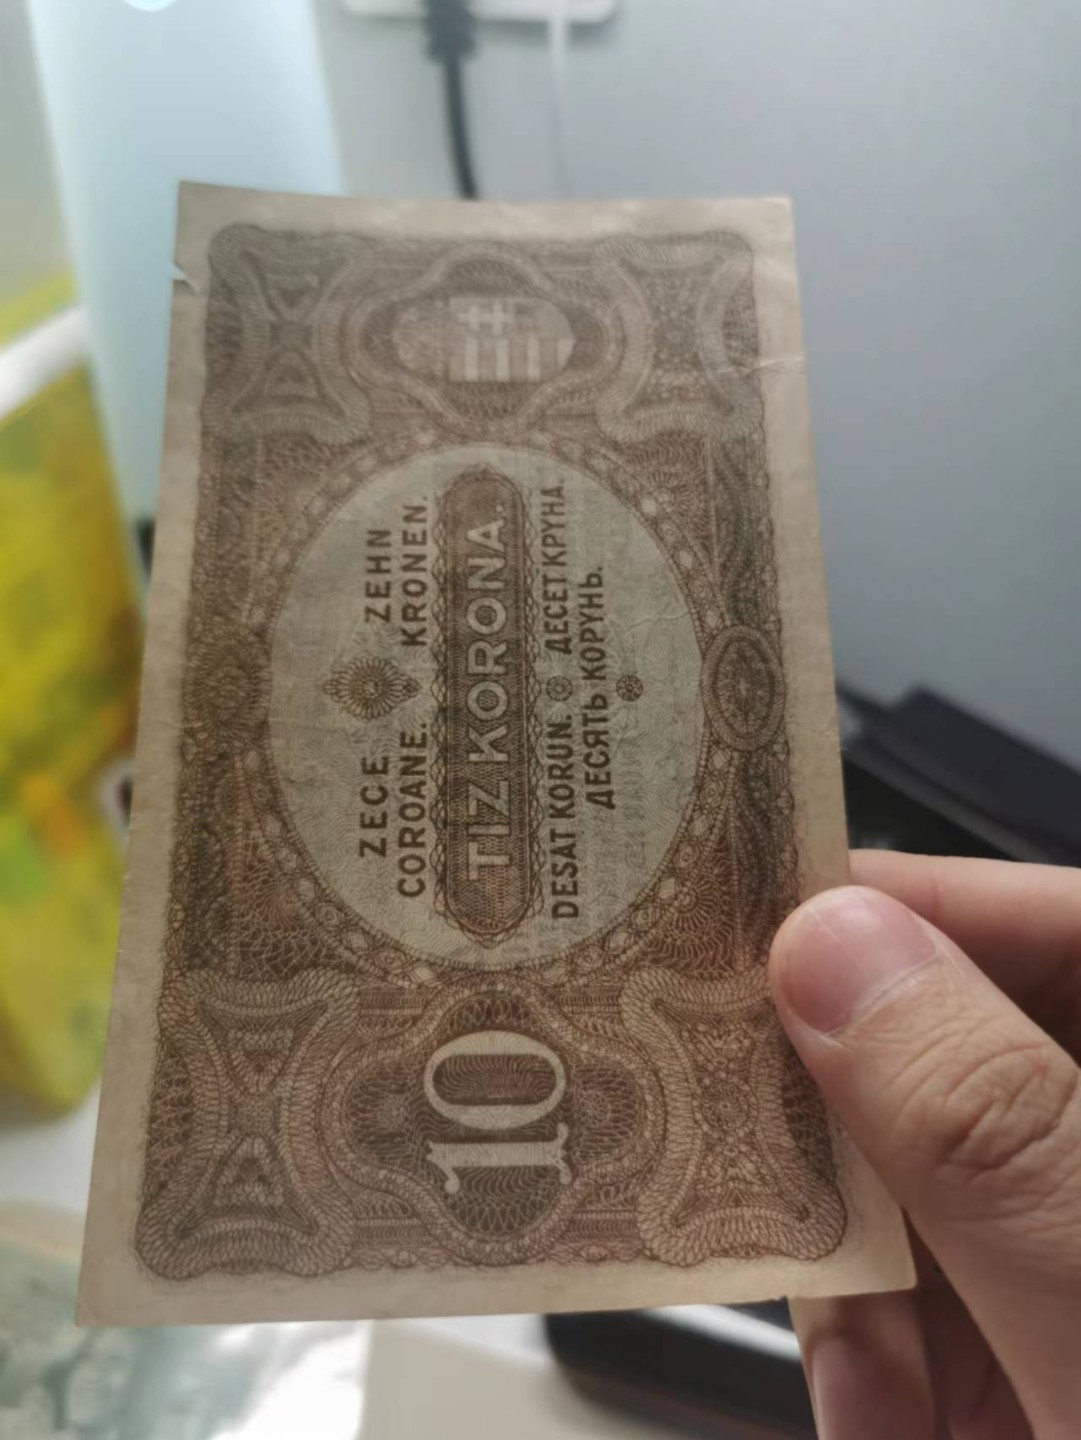 ZECE ZEHN
COROANE. KRONEN.
TIZ KORONA.
DESAT KORUN. ДЕСЕТ КРУНА.
ДЕСЯТЬ КОРУНЬ.
10